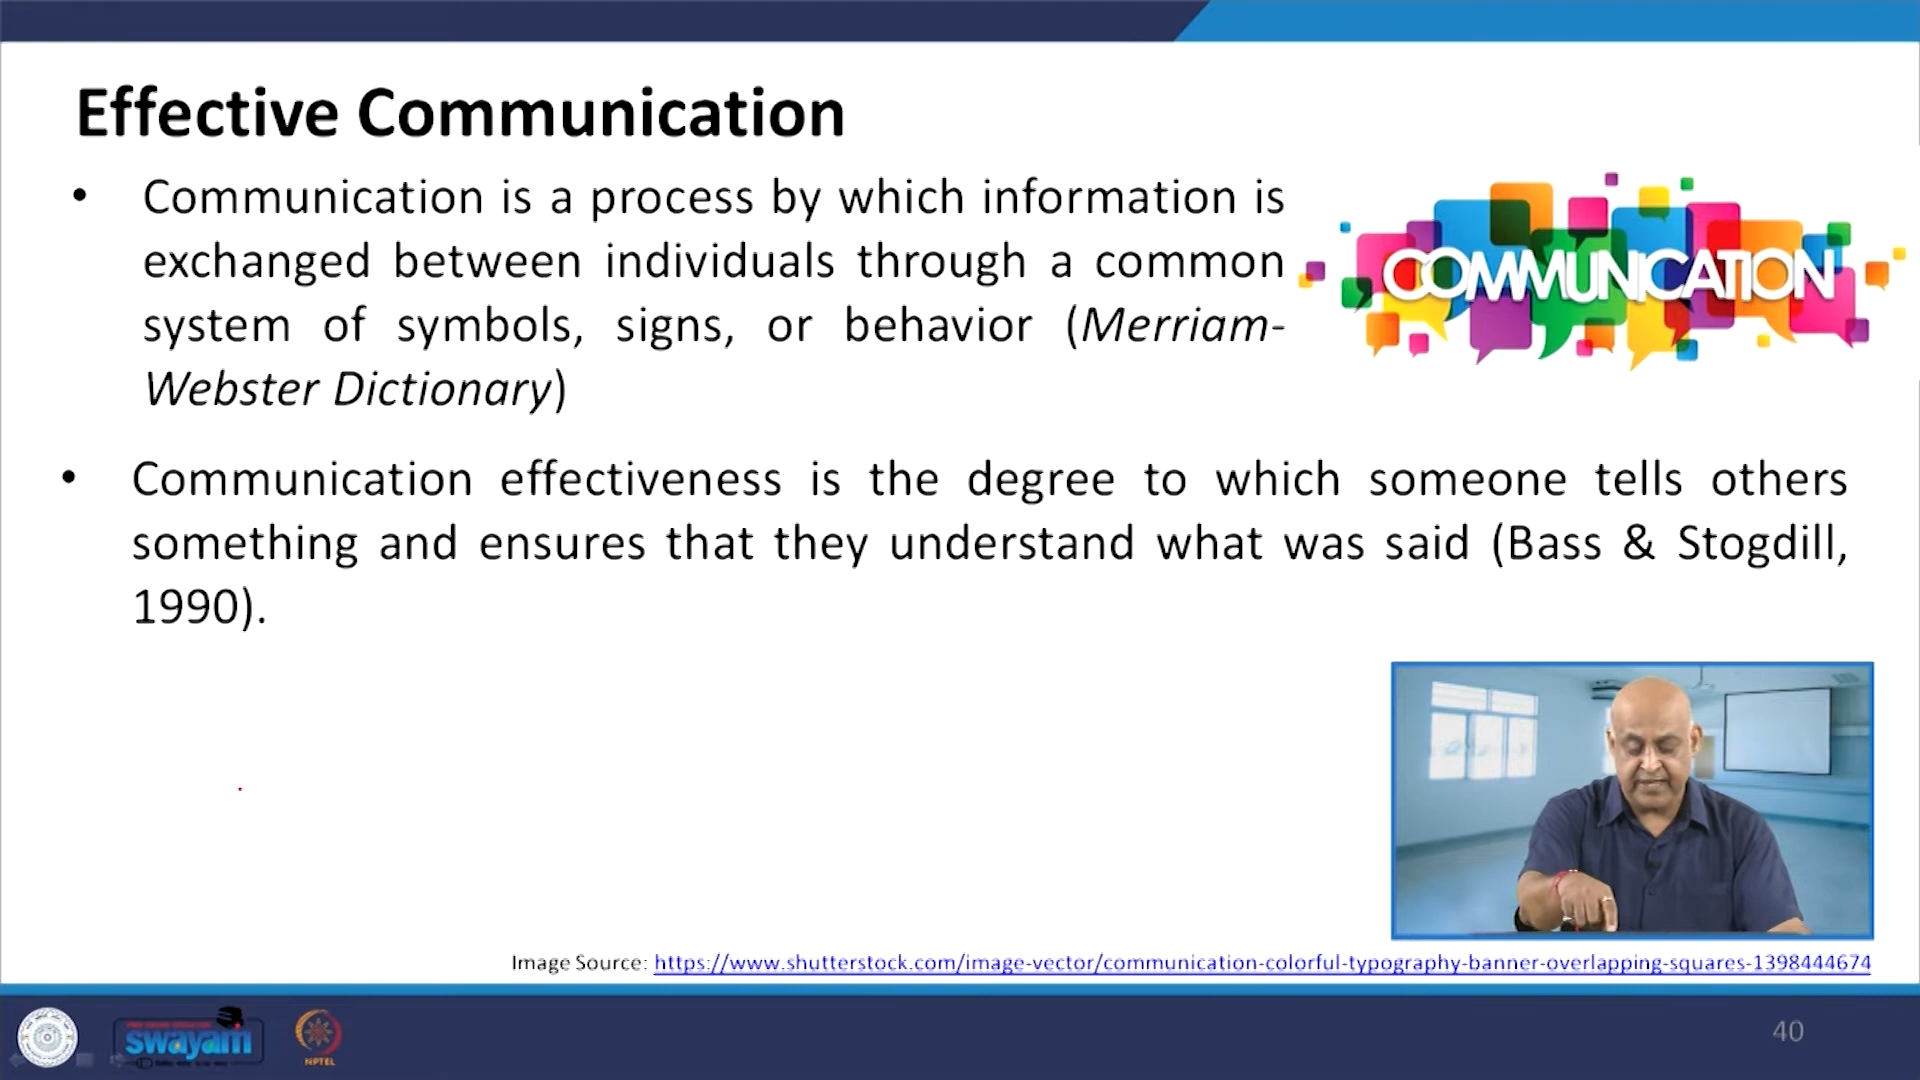 Effective Communication
• Communication is a process by which information is
exchanged between individuals through a common
system of symbols, signs, or behavior (Merriam-
Webster Dictionary)
COMMUNICATION
• Communication effectiveness is the degree to which someone tells others
something and ensures that they understand what was said (Bass & Stogdill,
1990).
Image Source: https://www.shutterstock.com/image-vector/communication-colorful-typography-banner-overlapping-squares-1398444674
swayam
NPTEL
40